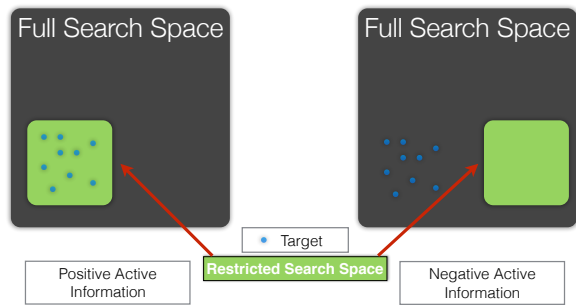 Full Search Space
Full Search Space
Target
Restricted Search Space
Positive Active
Information
Negative Active
Information